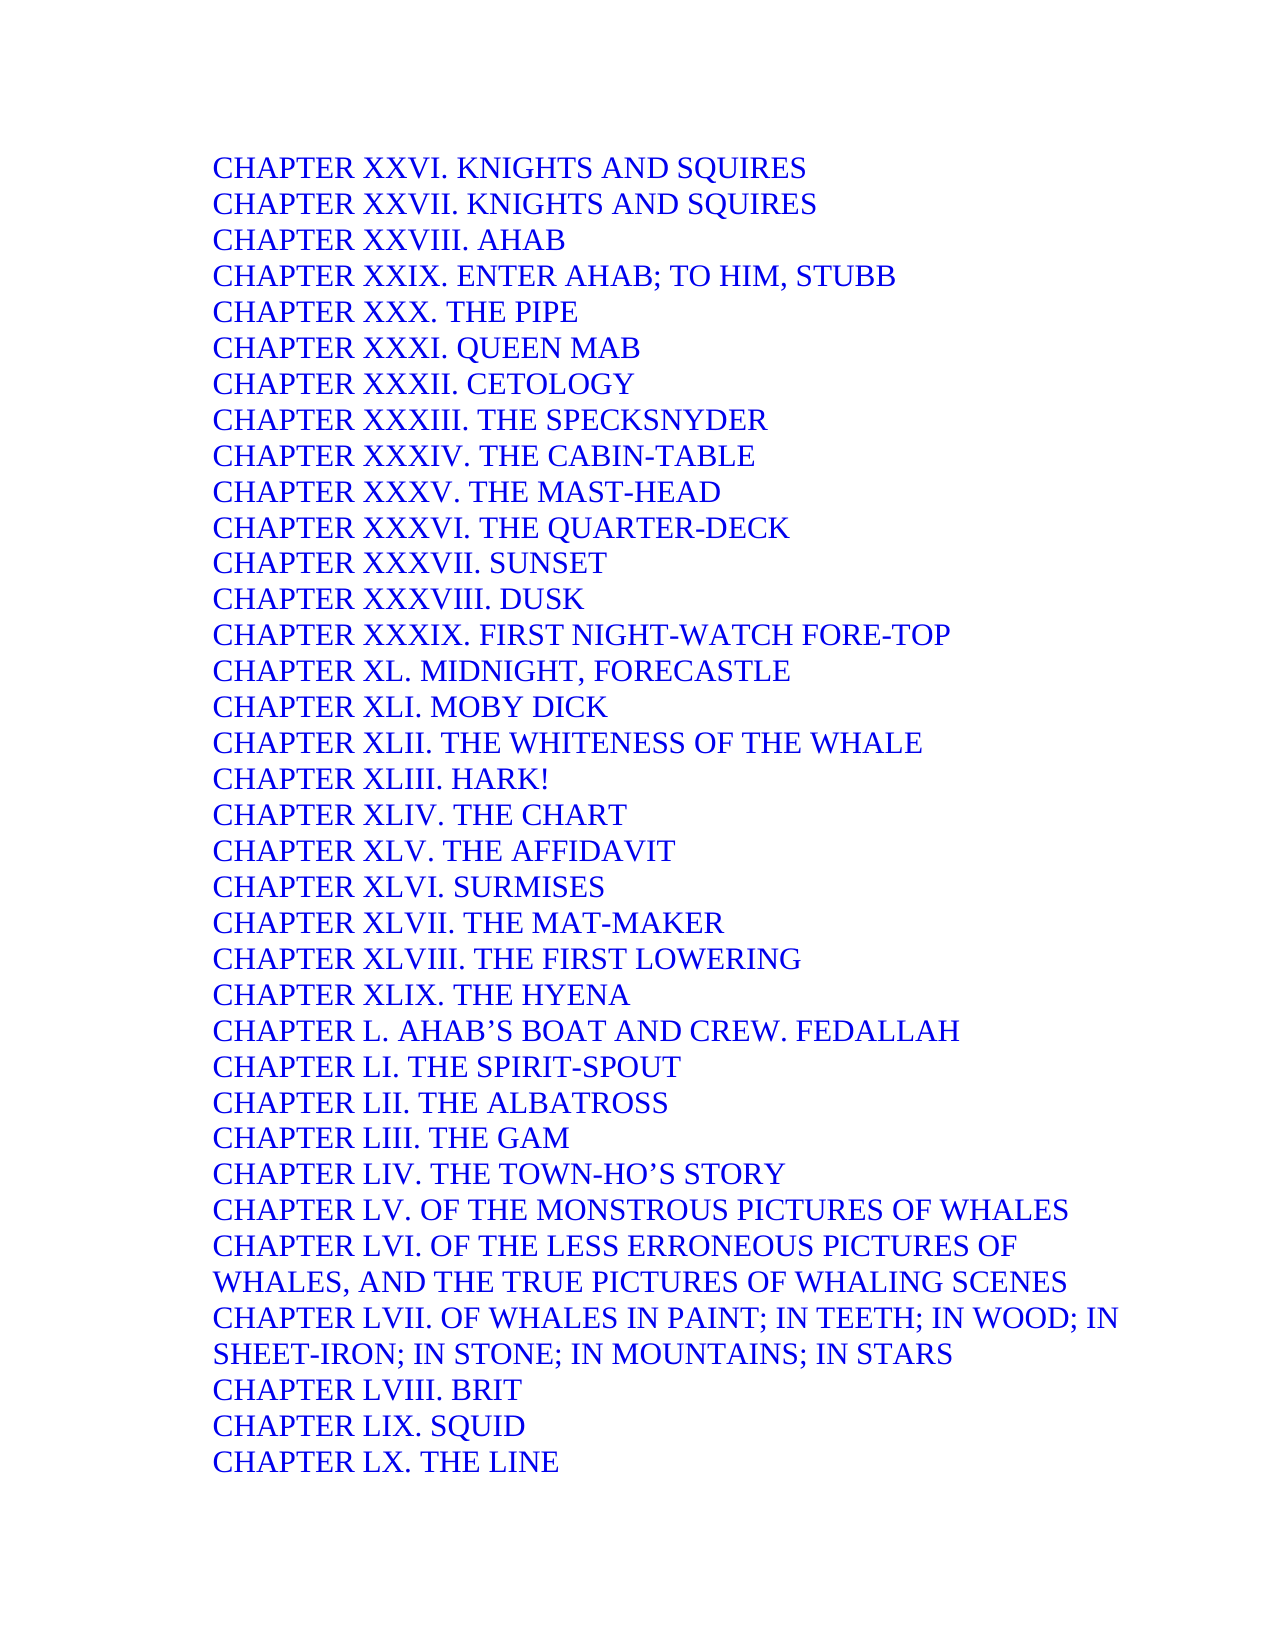 CHAPTER XXVI. KNIGHTS AND SQUIRES
CHAPTER XXVII. KNIGHTS AND SQUIRES
CHAPTER XXVIII. AHAB
CHAPTER XXIX. ENTER AHAB; TO HIM, STUBB
CHAPTER XXX. THE PIPE
CHAPTER XXXI. QUEEN MAB
CHAPTER XXXII. CETOLOGY
CHAPTER XXXIII. THE SPECKSNYDER
CHAPTER XXXIV. THE CABIN-TABLE
CHAPTER XXXV. THE MAST-HEAD
CHAPTER XXXVI. THE QUARTER-DECK
CHAPTER XXXVII. SUNSET
CHAPTER XXXVIII. DUSK
CHAPTER XXXIX. FIRST NIGHT-WATCH FORE-TOP
CHAPTER XL. MIDNIGHT, FORECASTLE
CHAPTER XLI. MOBY DICK
CHAPTER XLII. THE WHITENESS OF THE WHALE
CHAPTER XLIII. HARK!
CHAPTER XLIV. THE CHART
CHAPTER XLV. THE AFFIDAVIT
CHAPTER XLVI. SURMISES
CHAPTER XLVII. THE MAT-MAKER
CHAPTER XLVIII. THE FIRST LOWERING
CHAPTER XLIX. THE HYENA
CHAPTER L. AHAB’S BOAT AND CREW. FEDALLAH
CHAPTER LI. THE SPIRIT-SPOUT
CHAPTER LII. THE ALBATROSS
CHAPTER LIII. THE GAM
CHAPTER LIV. THE TOWN-HO’S STORY
CHAPTER LV. OF THE MONSTROUS PICTURES OF WHALES
CHAPTER LVI. OF THE LESS ERRONEOUS PICTURES OF
WHALES, AND THE TRUE PICTURES OF WHALING SCENES
CHAPTER LVII. OF WHALES IN PAINT; IN TEETH; IN WOOD; IN
SHEET-IRON; IN STONE; IN MOUNTAINS; IN STARS
CHAPTER LVIII. BRIT
CHAPTER LIX. SQUID
CHAPTER LX. THE LINE